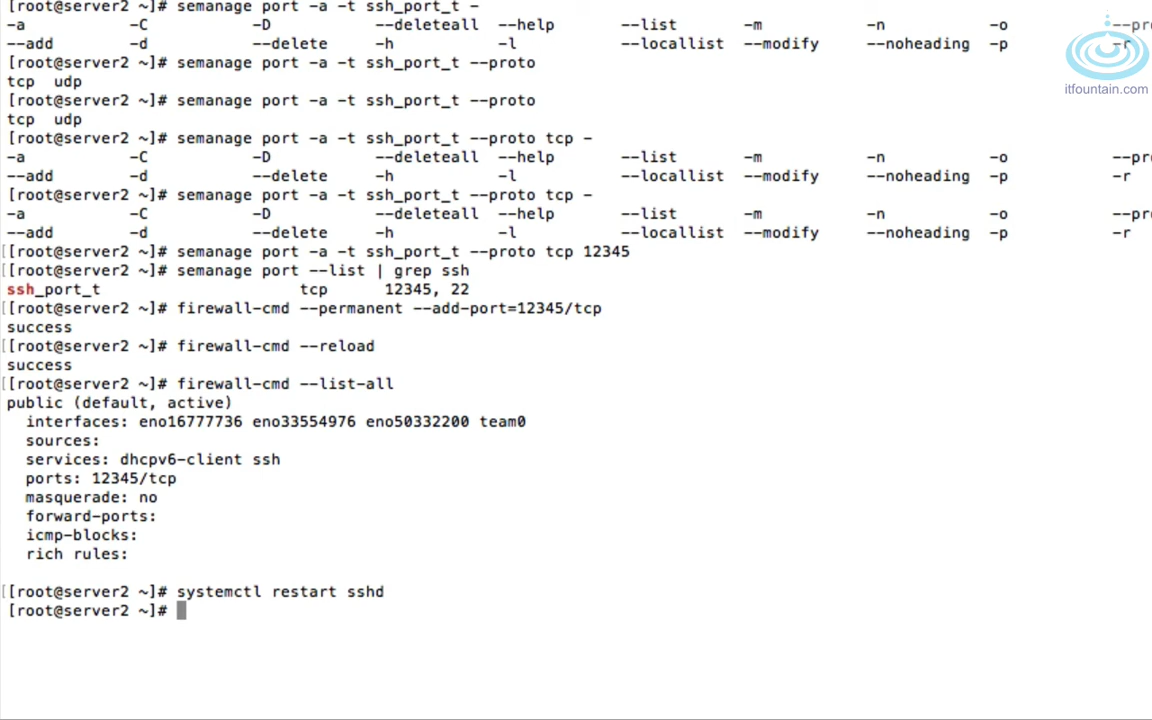 [root@server2 ~]# semanage port -a -t ssh_port_t -
-a -C -D --deleteall --help --list -m -n -o --pr
--add -d --delete -h -l --locallist --modify --noheading -p -r
[root@server2 ~]# semanage port -a -t ssh_port_t --proto
tcp udp
[root@server2 ~]# semanage port -a -t ssh_port_t --proto
tcp udp
[root@server2 ~]# semanage port -a -t ssh_port_t --proto tcp -
-a -C -D --deleteall --help --list -m -n -o --pr
--add -d --delete -h -l --locallist --modify --noheading -p -r
[root@server2 ~]# semanage port -a -t ssh_port_t --proto tcp -
-a -C -D --deleteall --help --list -m -n -o --pr
--add -d --delete -h -l --locallist --modify --noheading -p -r
[[root@server2 ~]# semanage port -a -t ssh_port_t --proto tcp 12345
[[root@server2 ~]# semanage port --list | grep ssh
ssh_port_t tcp 12345, 22
[[root@server2 ~]# firewall-cmd --permanent --add-port=12345/tcp
success
[[root@server2 ~]# firewall-cmd --reload
success
[[root@server2 ~]# firewall-cmd --list-all
public (default, active)
interfaces: eno16777736 eno33554976 eno50332200 team0
sources:
services: dhcpv6-client ssh
ports: 12345/tcp
masquerade: no
forward-ports:
icmp-blocks:
rich rules:
[[root@server2 ~]# systemctl restart sshd
[root@server2 ~]#
itfountain.com